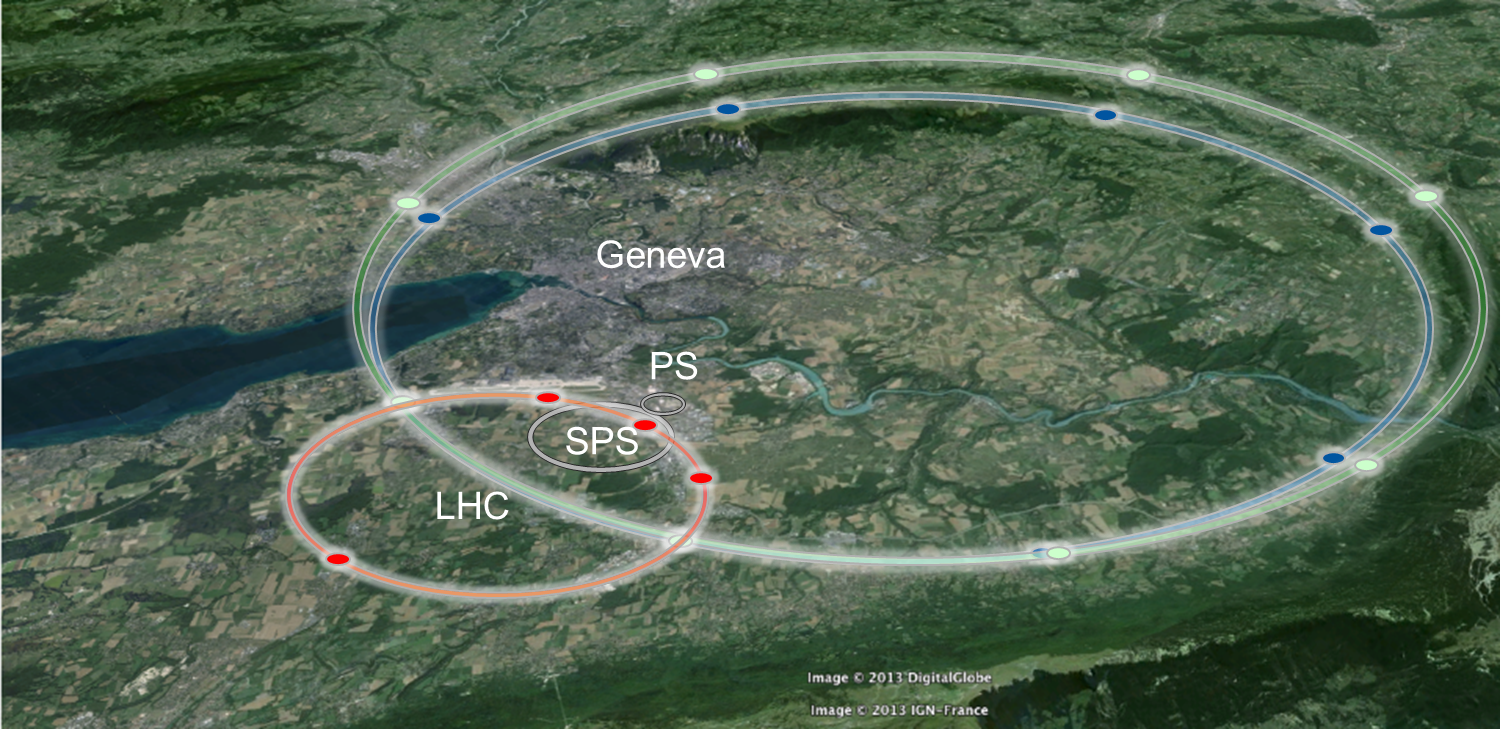 Geneva
PS
SPS
LHC
Image © 2013 DigitalGlobe
Image © 2013 IGN-France